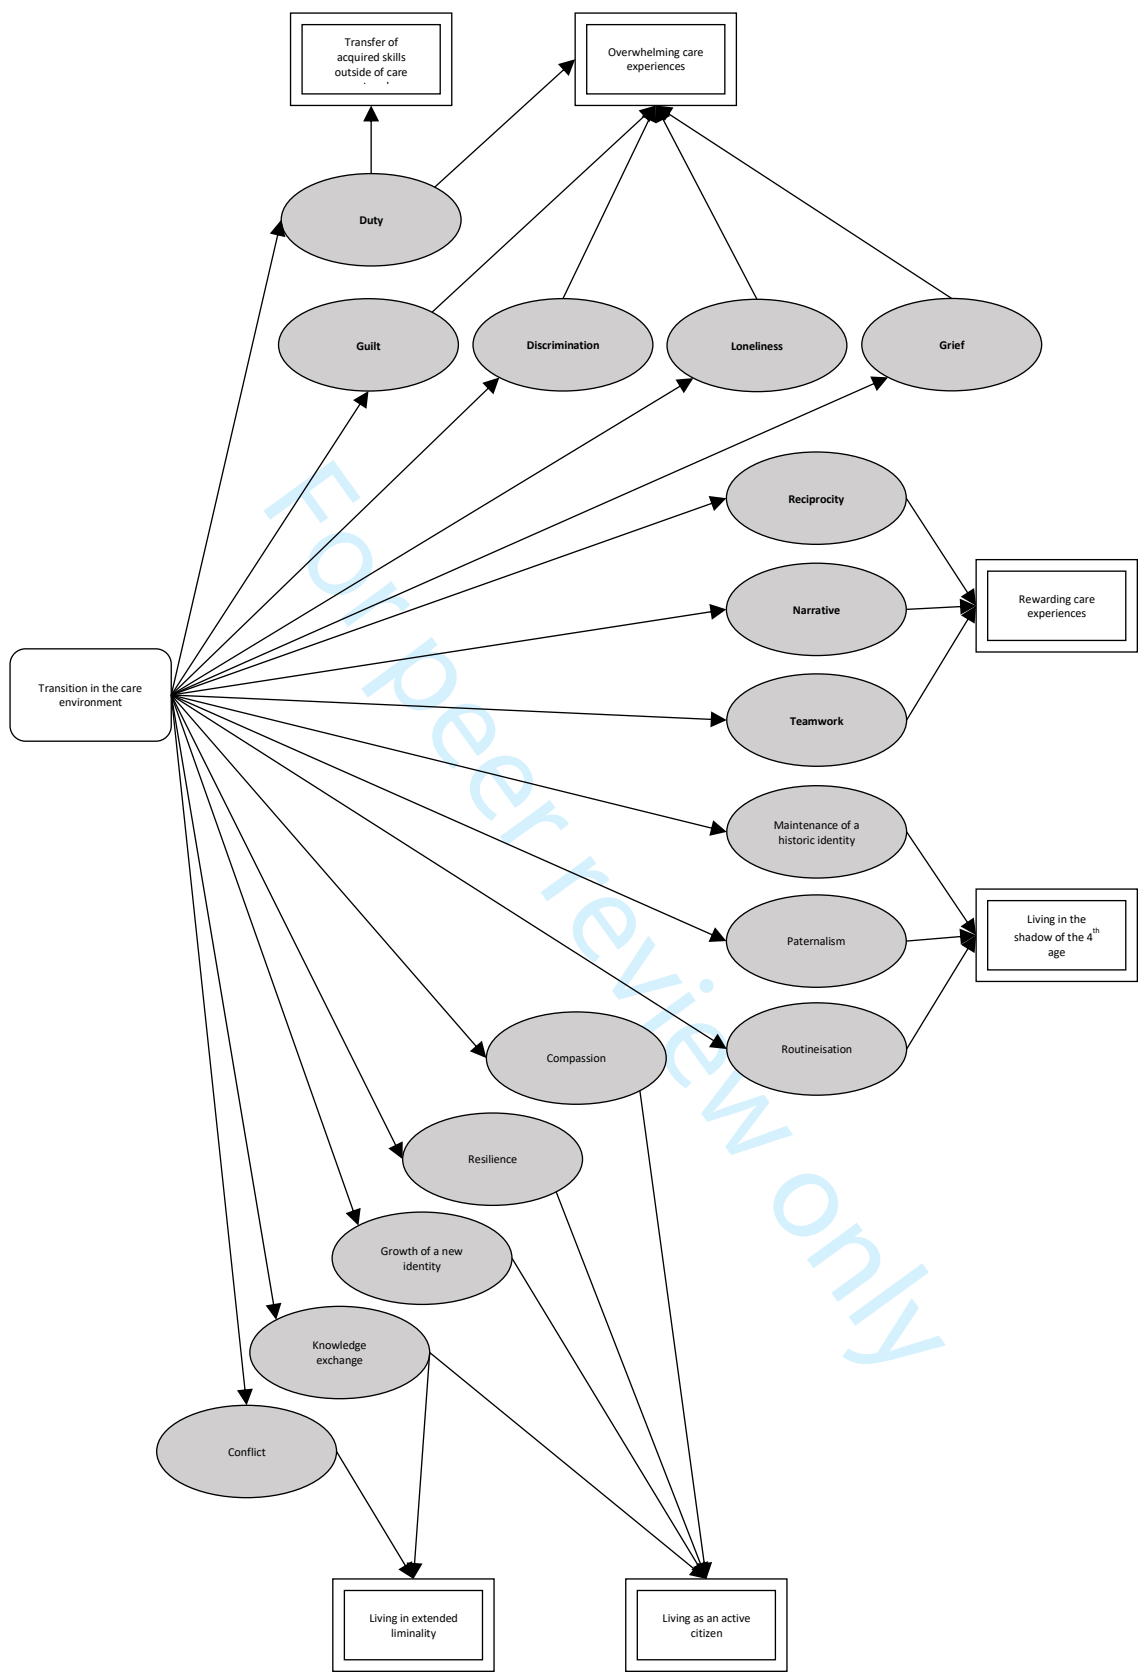 Transfer of
acquired skills
outside of care
Overwhelming care
experiences
Duty
Guilt
Discrimination
Loneliness
Grief
Reciprocity
Narrative
Rewarding care
experiences
Transition in the care
environment
Teamwork
Maintenance of a
historic identity
Paternalism
Living in the
shadow of the 4th
age
Routineisation
Compassion
Resilience
Growth of a new
identity
Knowledge
exchange
Conflict
Living in extended
liminality
Living as an active
citizen
For peer review only